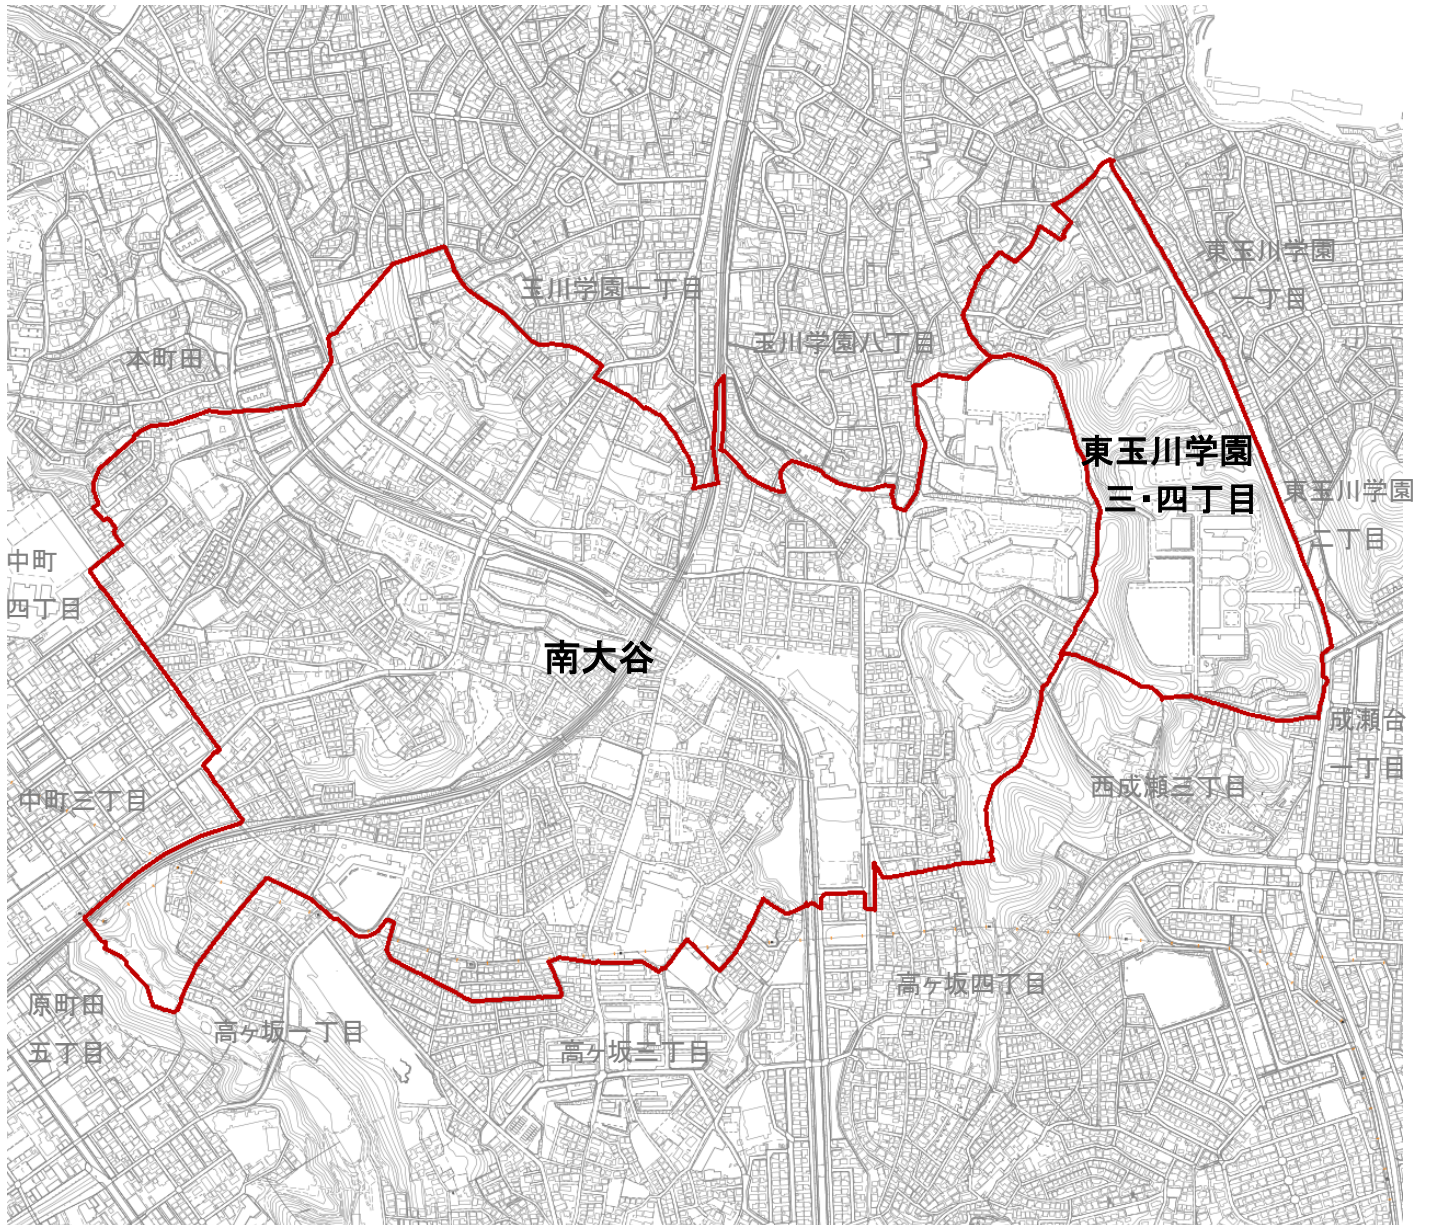 東玉川学園
一丁目
玉川学園一丁目
玉川学園八丁目
本町田
東玉川学園
三・四丁目
東玉川学園
二丁目
中町
四丁目
南大谷
成瀬台
一丁目
西成瀬三丁目
中町三丁目
高ヶ坂四丁目
原町田
五丁目
高ヶ坂一丁目
高ヶ坂三丁目